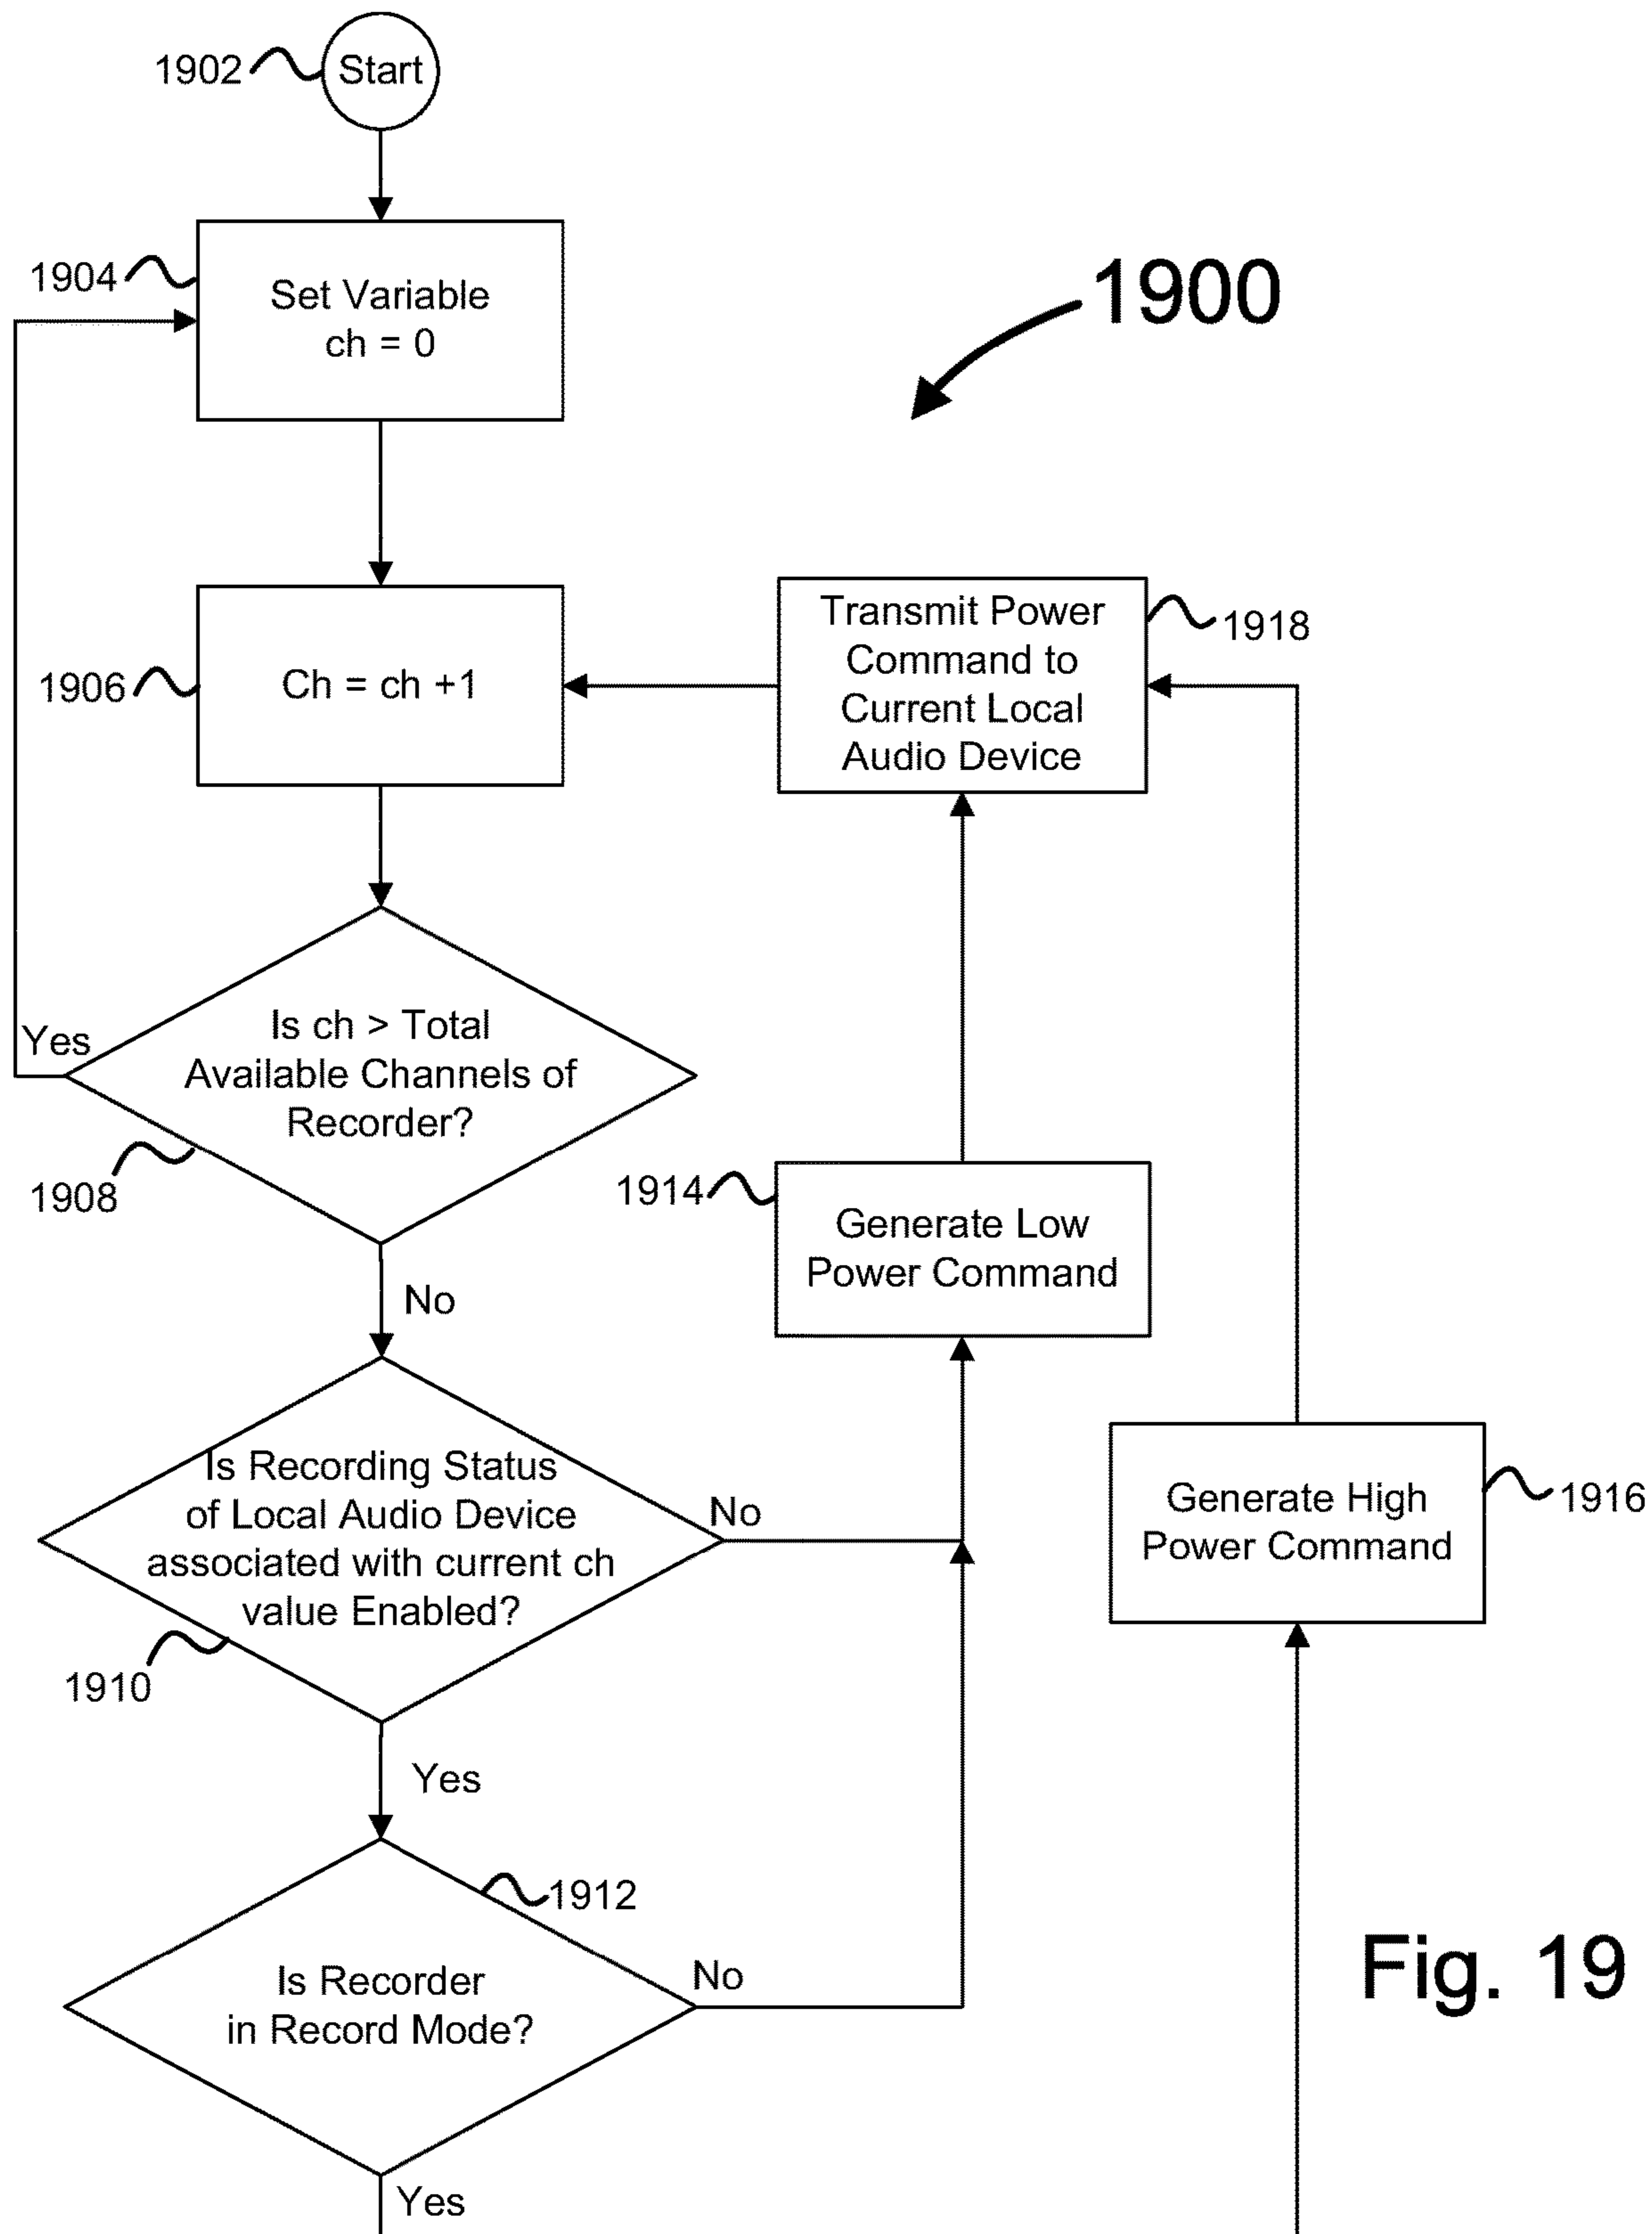 1902
Start
1904
Set Variable
ch = 0
1900
1906
Ch = ch +1
Transmit Power
Command to
Current Local
Audio Device
1918
Is ch > Total
Available Channels of
Recorder?
Yes
1908
No
1914
Generate Low
Power Command
Is Recording Status
of Local Audio Device
associated with current ch
value Enabled?
No
1910
Yes
Generate High
Power Command
1916
1912
Is Recorder
in Record Mode?
No
Yes
Fig. 19